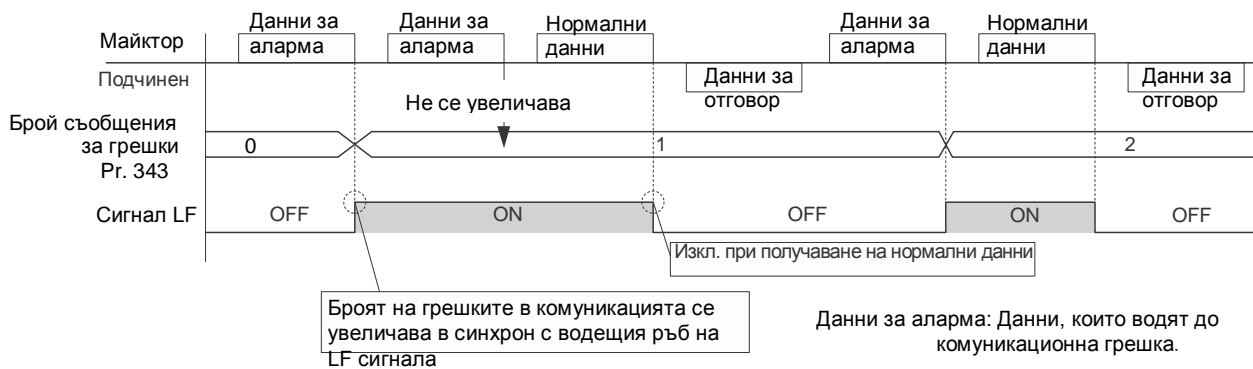 Данни за аларма
Данни за аларма
Нормални данни
Данни за аларма
Нормални данни
Майктор
Подчинен
Данни за отговор
Данни за отговор
Не се увеличава
Брой съобщения
за грешки
Pr. 343
0
1
2
Сигнал LF
OFF
ON
OFF
ON
OFF
Изкл. при получаване на нормални данни
Броят на грешките в комуникацията се
увеличава в синхрон с водещия ръб на
LF сигнала
Данни за аларма: Данни, които водят до
комуникационна грешка.